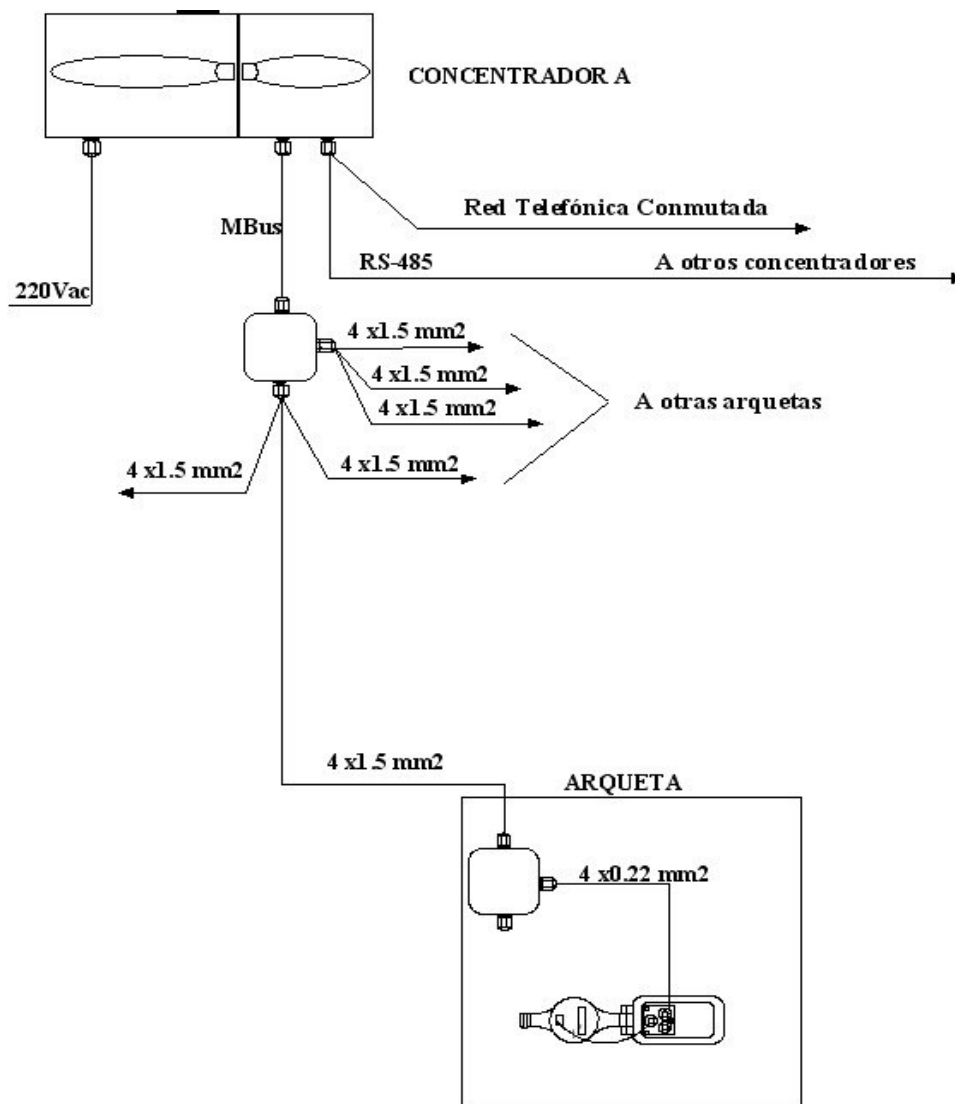 CONCENTRADOR A
Red Telefónica Conmutada
MBus
RS-485
A otros concentradores
220Vac
4 x1.5 mm2
4 x1.5 mm2
4 x1.5 mm2
A otras arquetas
4 x1.5 mm2
4 x1.5 mm2
4 x1.5 mm2
ARQUETA
4 x0.22 mm2